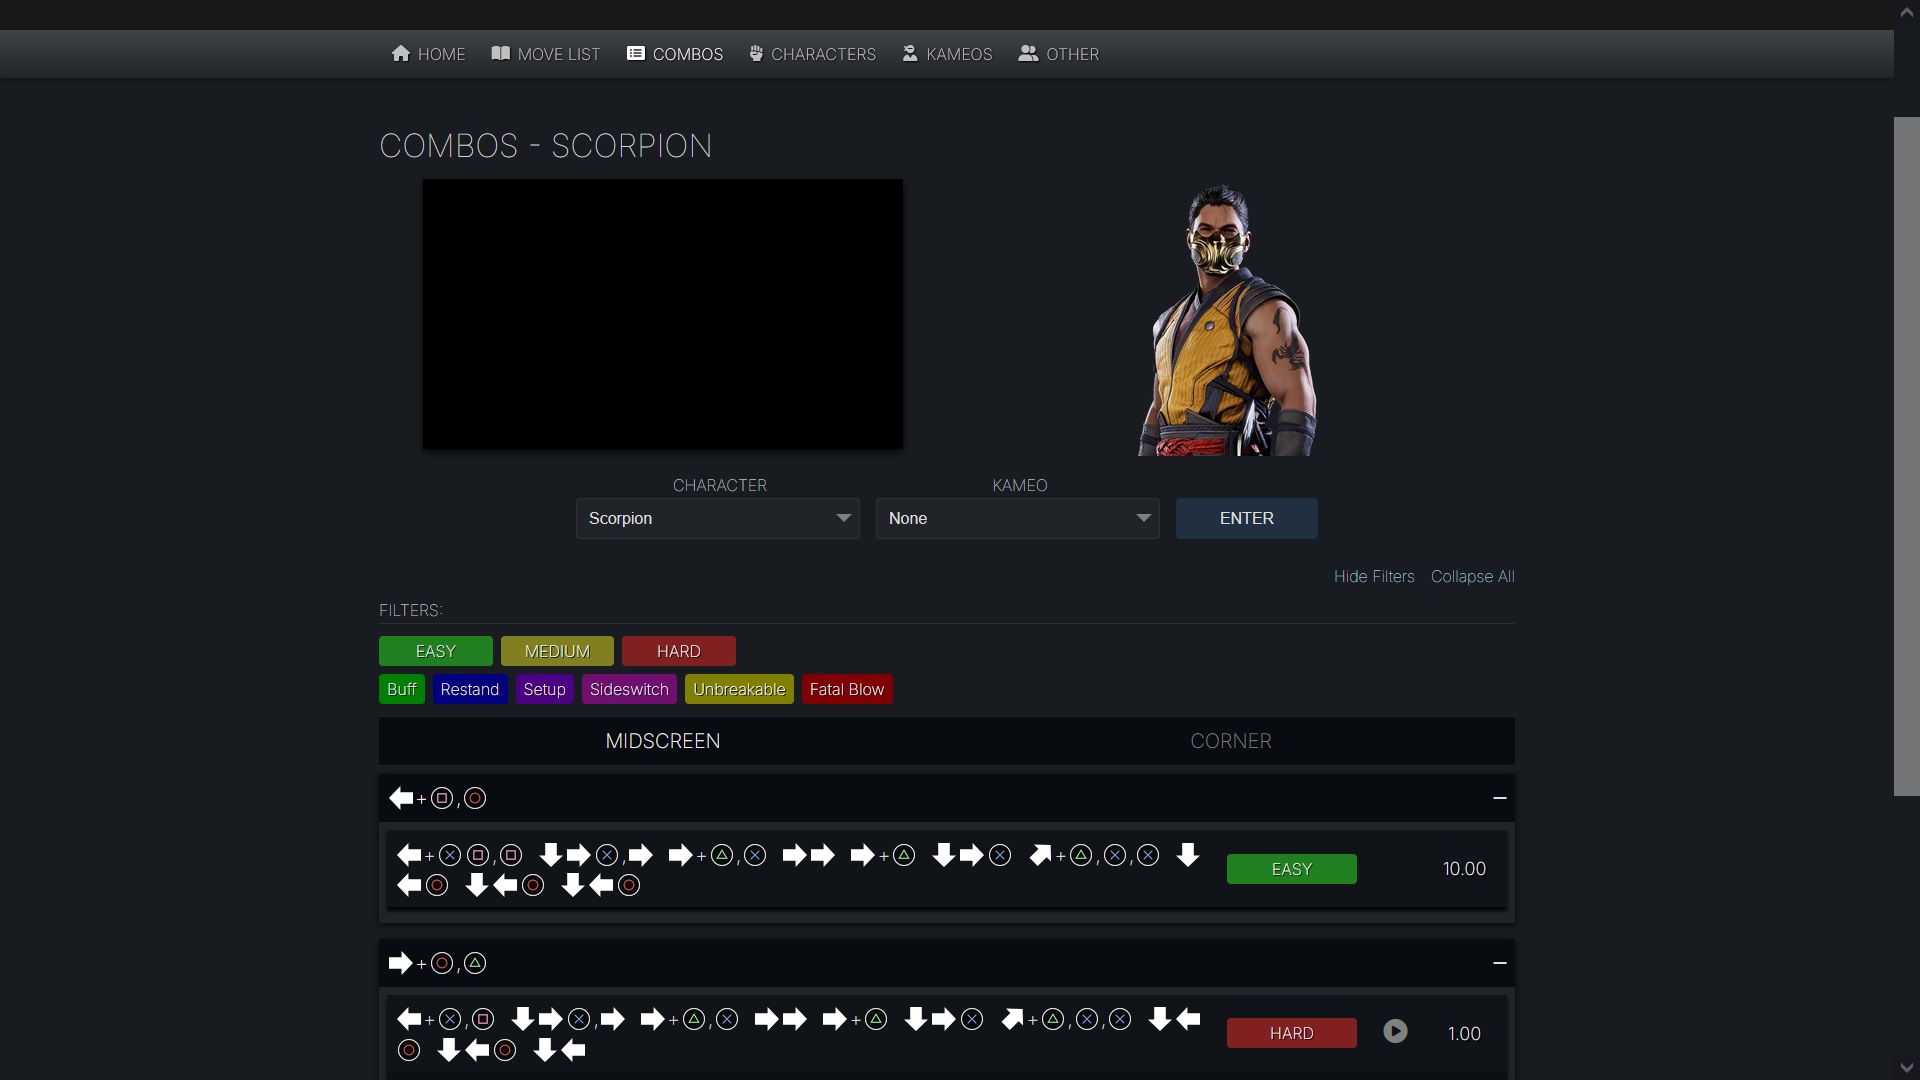 HOME MOVE LIST COMBOS CHARACTERS KAMEOS OTHER
COMBOS - SCORPION
CHARACTER KAMEO
Scorpion None ENTER
Hide Filters Collapse All
FILTERS:
EASY MEDIUM HARD
Buff Restand Setup Sideswitch Unbreakable Fatal Blow
MIDSCREEN CORNER
+ ,
+ , , + , + + , ,
EASY 10.00
+ ,
+ , , + , + + , ,
HARD 1.00